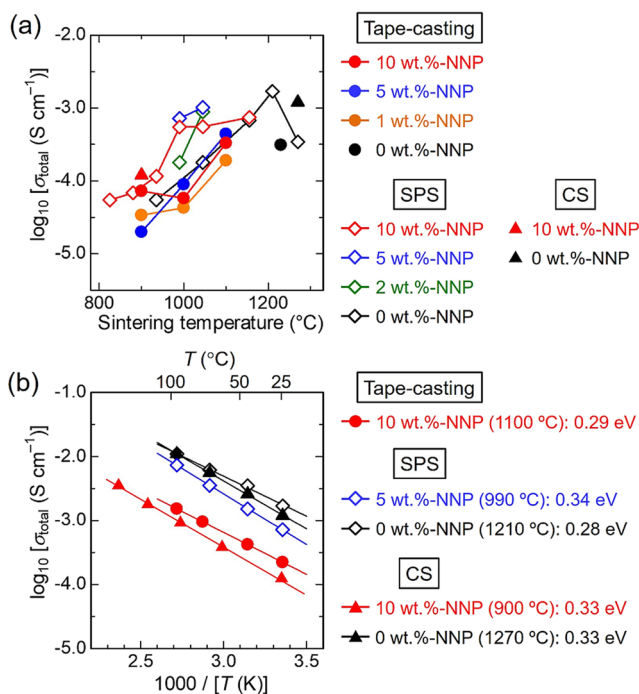 (a)
-2.0
-3.0
-4.0
-5.0
log₁₀ [σtotal (S cm⁻¹)]
800 1000 1200
Sintering temperature (°C)
Tape-casting
10 wt.%-NNP
5 wt.%-NNP
1 wt.%-NNP
0 wt.%-NNP
SPS CS
10 wt.%-NNP 10 wt.%-NNP
5 wt.%-NNP 0 wt.%-NNP
2 wt.%-NNP
0 wt.%-NNP
(b)
T (°C)
100 50 25
-1.0
-2.0
-3.0
-4.0
-5.0
log₁₀ [σtotal (S cm⁻¹)]
2.5 3.0 3.5
1000 / [T (K)]
Tape-casting
10 wt.%-NNP (1100 ºC): 0.29 eV
SPS
5 wt.%-NNP (990 ºC): 0.34 eV
0 wt.%-NNP (1210 ºC): 0.28 eV
CS
10 wt.%-NNP (900 ºC): 0.33 eV
0 wt.%-NNP (1270 ºC): 0.33 eV